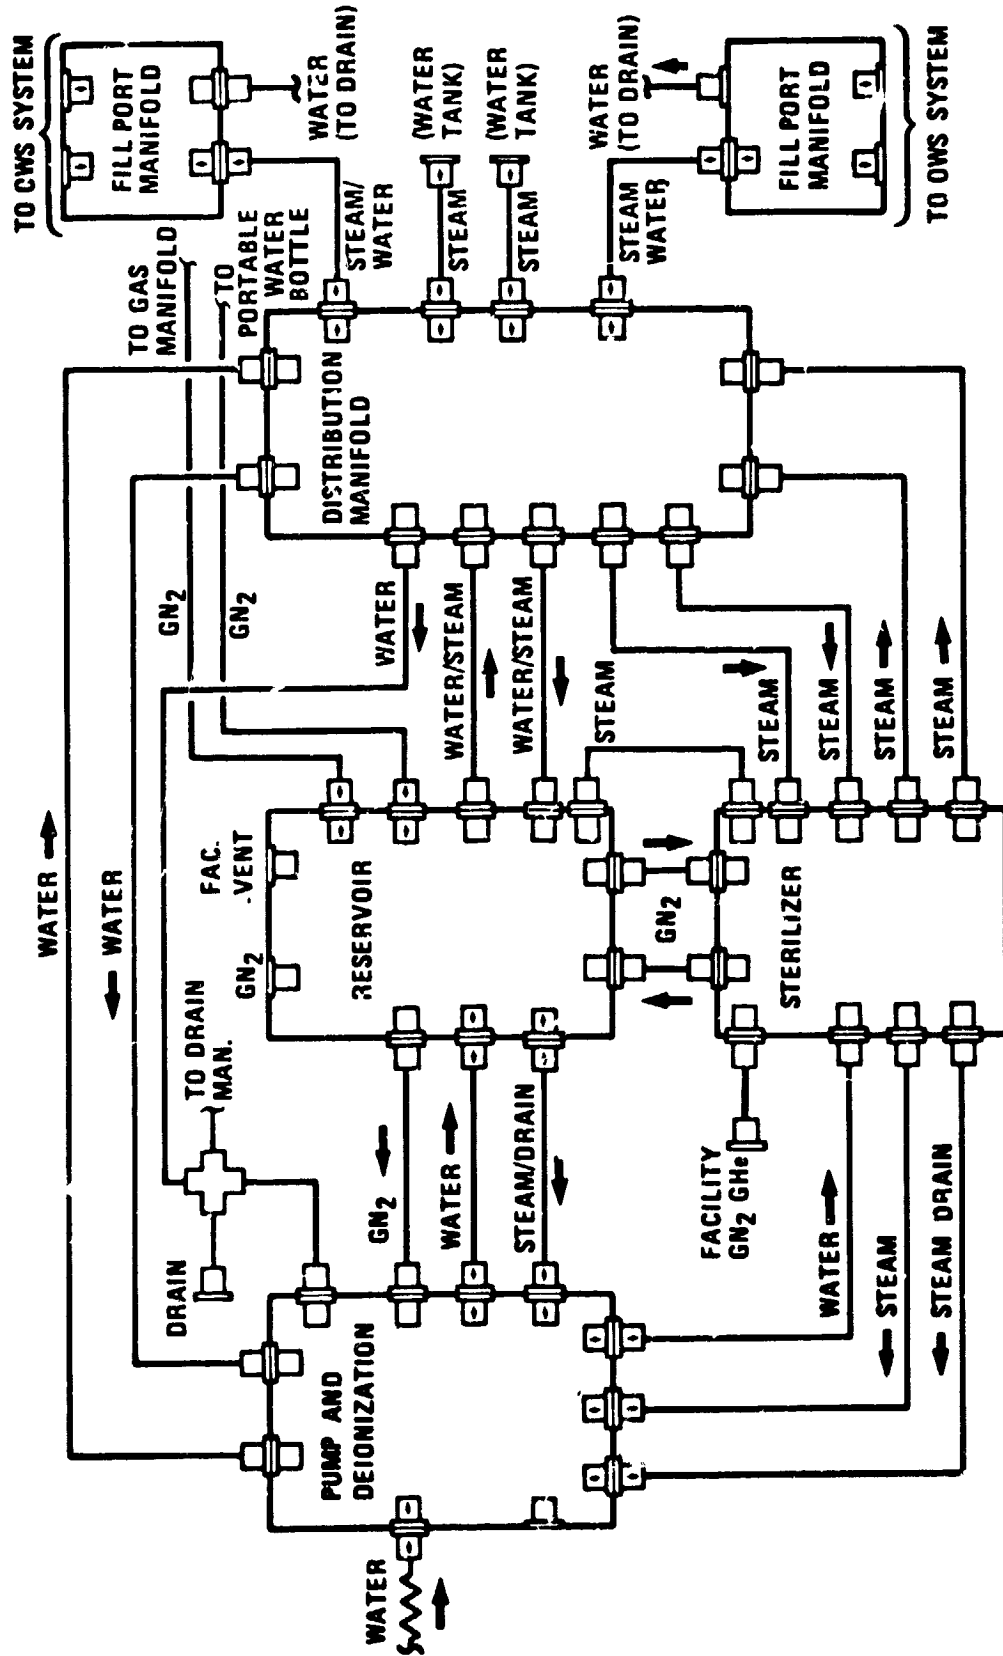 TO CWS SYSTEM
FILL PORT
MANIFOLD
WATER
(TO DRAIN)
(WATER
TANK)
(WATER
TANK)
WATER
(TO DRAIN)
FILL PORT
MANIFOLD
TO OWS SYSTEM
TO GAS
MANIFOLD
TO
PORTABLE
WATER
BOTTLE
STEAM/
WATER
STEAM
STEAM
STEAM
WATER
DISTRIBUTION
MANIFOLD
GN2
GN2
WATER
WATER/STEAM
WATER/STEAM
STEAM
STEAM
STEAM
STEAM
STEAM
WATER
WATER
FAC.
VENT
GN2
RESERVOIR
GN2
STERILIZER
TO DRAIN
MAN.
DRAIN
GN2
WATER
STEAM/DRAIN
FACILITY
GN2 GHe
WATER
STEAM
STEAM DRAIN
PUMP AND
DEIONIZATION
WATER